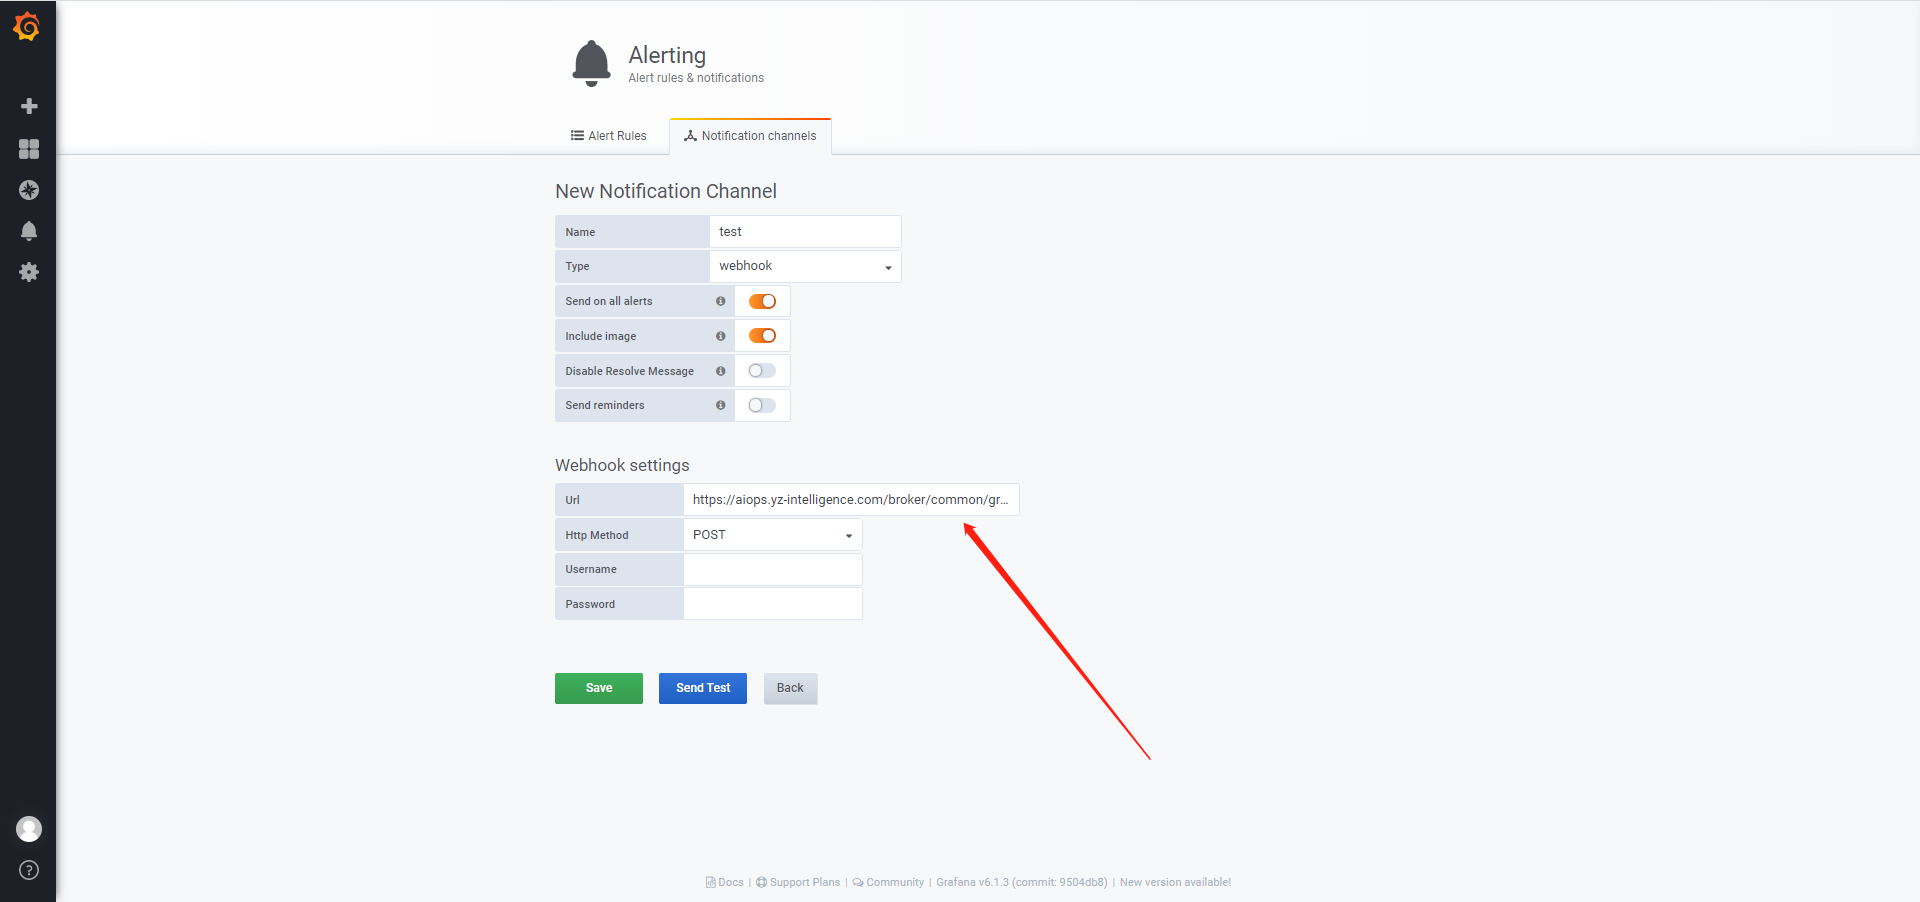 Alerting
Alert rules & notifications
Alert Rules
Notification channels
New Notification Channel
Name
test
Type
webhook
Send on all alerts
Include image
Disable Resolve Message
Send reminders
Webhook settings
Url
https://aiops.yz-intelligence.com/broker/common/gr...
Http Method
POST
Username
Password
Save
Send Test
Back
Docs | Support Plans | Community | Grafana v6.1.3 (commit: 9504db8) | New version available!